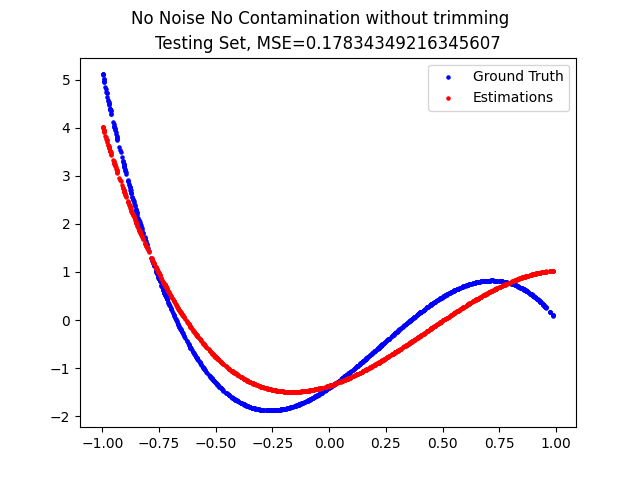 No Noise No Contamination without trimming
Testing Set, MSE=0.17834349216345607
Ground Truth
Estimations
5
4
3
2
1
0
−1
−2
−1.00 −0.75 −0.50 −0.25 0.00 0.25 0.50 0.75 1.00